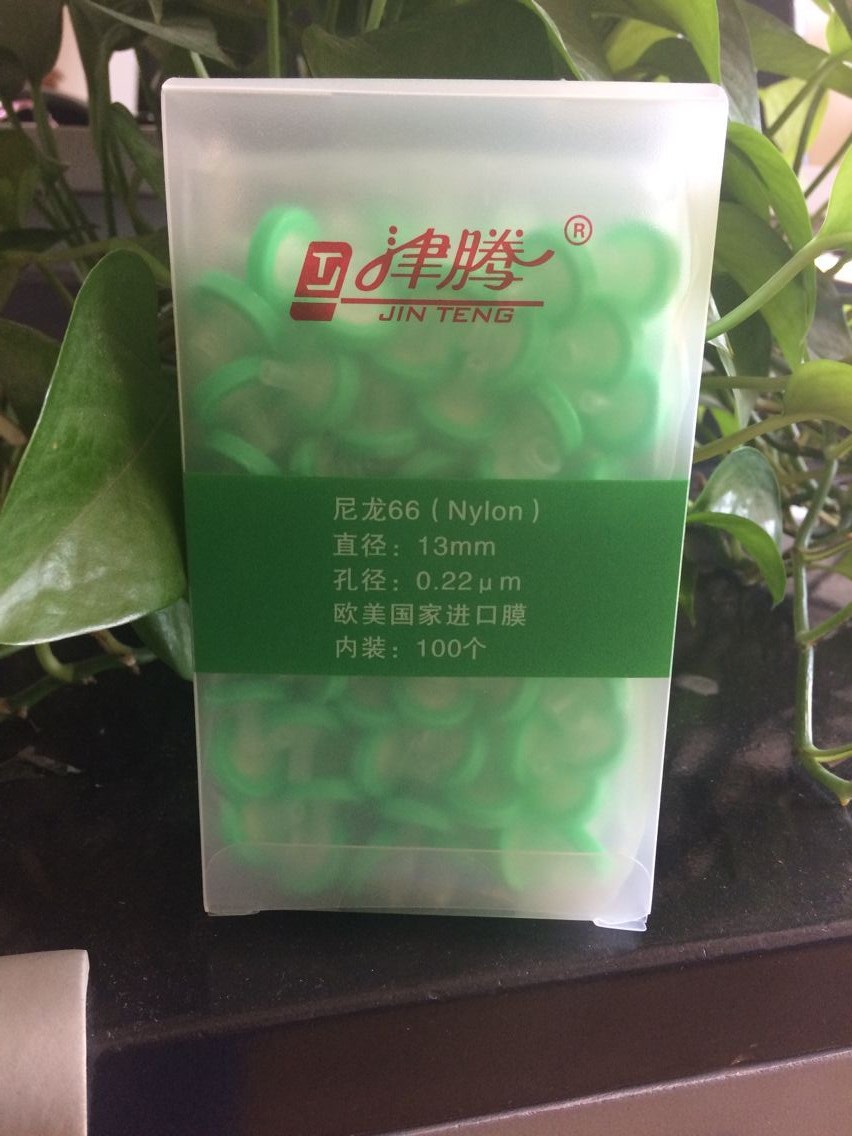 津腾®
JIN TENG
尼龙66（Nylon）
直径：13mm
孔径：0.22μm
欧美国家进口膜
内装：100个